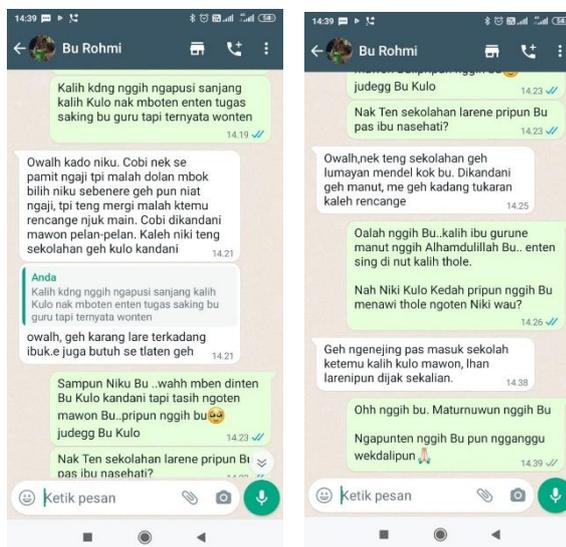 14:39
54
Bu Rohmi
Kalih kdng nggih ngapusi sanjang
kalih Kulo nak mboten enten tugas
saking bu guru tapi ternyata wonten
14.19
Owalh kado niku. Cobi nek se
pamit ngaji tpi malah dolan mbok
bilih niku sebenere geh pun niat
ngaji, tpi teng mergi malah ktemu
rencange njuk main. Cobi dikandani
mawon pelan-pelan. Kaleh niki teng
sekolahan geh kulo kandani
14.21
Anda
Kalih kdng nggih ngapusi sanjang kalih
Kulo nak mboten enten tugas saking bu
guru tapi ternyata wonten
owalh, geh karang lare terkadang
ibuk.e juga butuh se tlaten geh
14.21
Sampun Niku Bu ..wahh mben dinten
Bu Kulo kandani tapi tasih ngoten
mawon Bu..pripun nggih bu🥺
judegg Bu Kulo
14.23
Nak Ten sekolahan larene pripun Bu
pas ibu nasehati?
Ketik pesan
14:39
54
Bu Rohmi
judegg Bu Kulo
14.23
Nak Ten sekolahan larene pripun Bu
pas ibu nasehati?
14.23
Owalh,nek teng sekolahan geh
lumayan mendel kok bu. Dikandani
geh manut, me geh kadang tukaran
kaleh rencange
14.25
Oalah nggih Bu..kalih ibu gurune
manut nggih Alhamdulillah Bu.. enten
sing di nut kalih thole.
Nah Niki Kulo Kedah pripun nggih Bu
menawi thole ngoten Niki wau?
14.26
Geh ngenejing pas masuk sekolah
ketemu kalih kulo mawon, lhan
larenipun dijak sekalian.
14.38
Ohh nggih bu. Maturnuwun nggih Bu
Ngapunten nggih Bu pun ngganggu
wekdalipun🙏
14.39
Ketik pesan